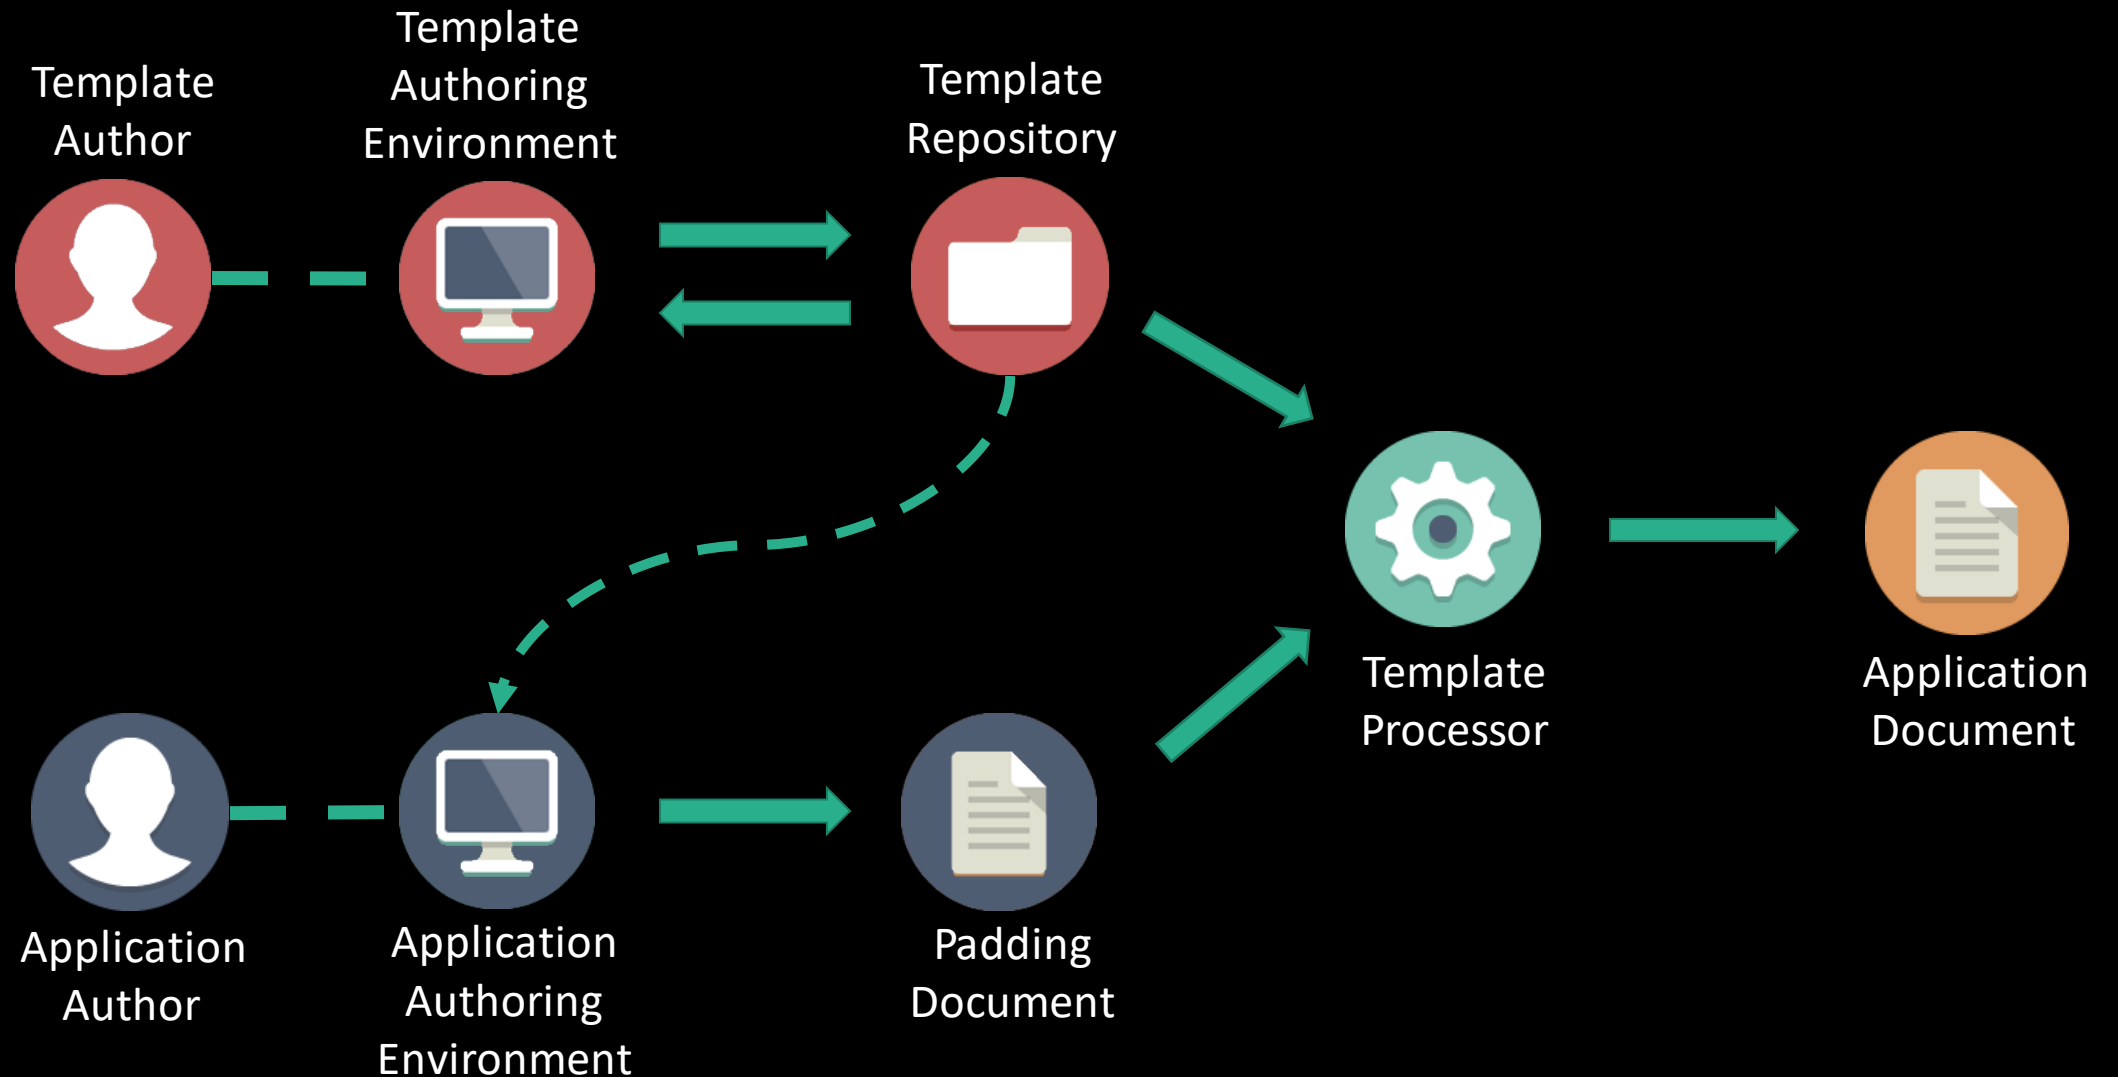 Template
Author
Template
Authoring
Environment
Template
Repository
Template
Processor
Application
Document
Application
Author
Application
Authoring
Environment
Padding
Document